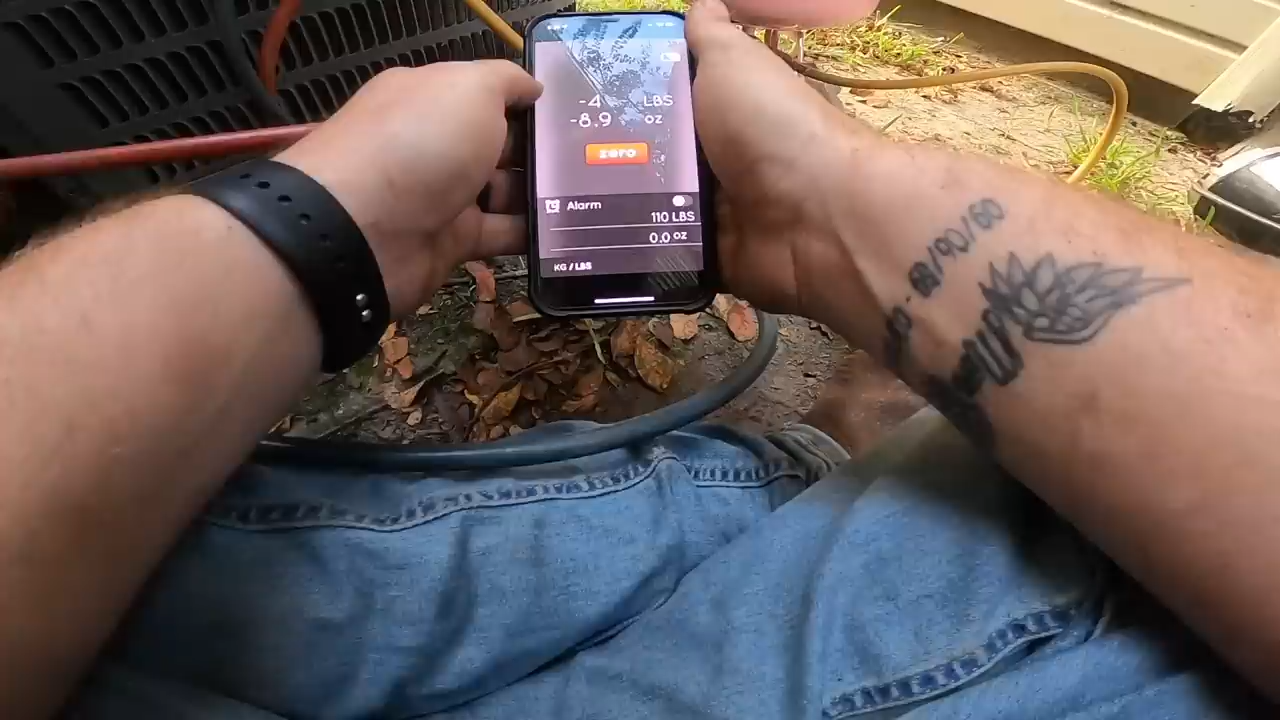 -4 LBS
-8.9 oz
zero
Alarm
110 LBS
0.0 oz
KG / LBS